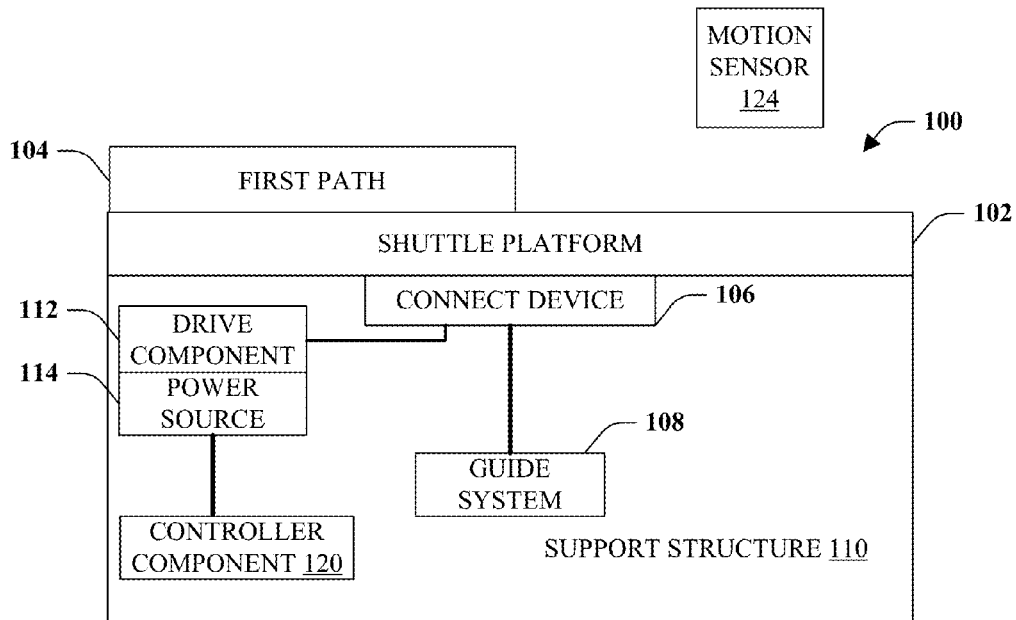 MOTION
SENSOR
124
100
104
FIRST PATH
102
SHUTTLE PLATFORM
CONNECT DEVICE
106
112
DRIVE
COMPONENT
114
POWER
SOURCE
108
GUIDE
SYSTEM
CONTROLLER
COMPONENT 120
SUPPORT STRUCTURE 110